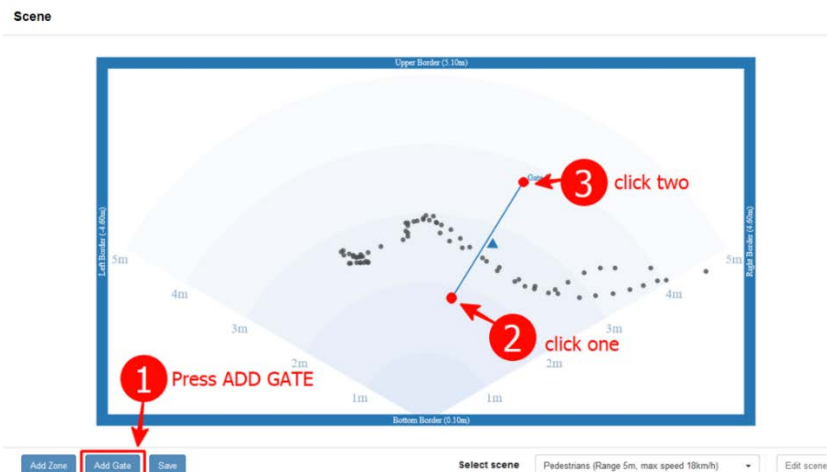 Scene
Upper Border (5.10m)
Gate
3 click two
Left Border (-4.60m)
Right Border (4.60m)
5m
5m
4m
4m
3m
3m
2 click one
2m
2m
1 Press ADD GATE
1m
1m
Bottom Border (0.10m)
Add Zone Add Gate Save Select scene Pedestrians (Range 5m, max speed 18km/h) Edit scene